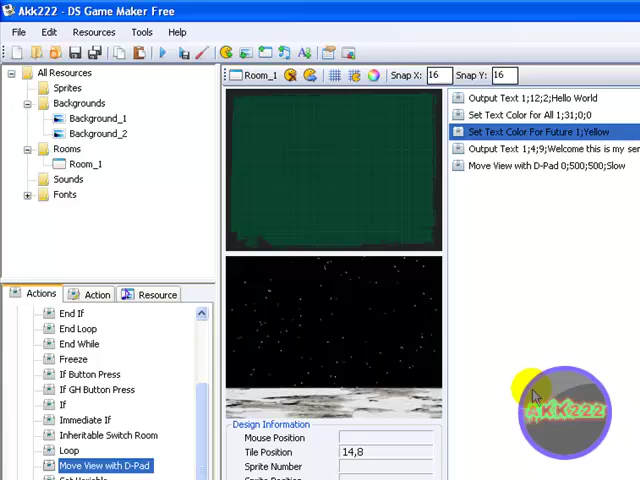 Akk222 - DS Game Maker Free
File Edit Resources Tools Help
Room_1 Snap X: 16 Snap Y: 16
All Resources
Sprites
Backgrounds
Background_1
Background_2
Rooms
Room_1
Sounds
Fonts
Output Text 1;12;2;Hello World
Set Text Color for All 1;31;0;0
Set Text Color For Future 1;Yellow
Output Text 1;4;9;Welcome this is my ser
Move View with D-Pad 0;500;500;Slow
Actions Action Resource
End If
End Loop
End While
Freeze
If Button Press
If GH Button Press
If
Immediate If
Inheritable Switch Room
Loop
Move View with D-Pad
Set Variable
Design Information
Mouse Position
Tile Position 14,8
Sprite Number
Sprite Position
AKK222